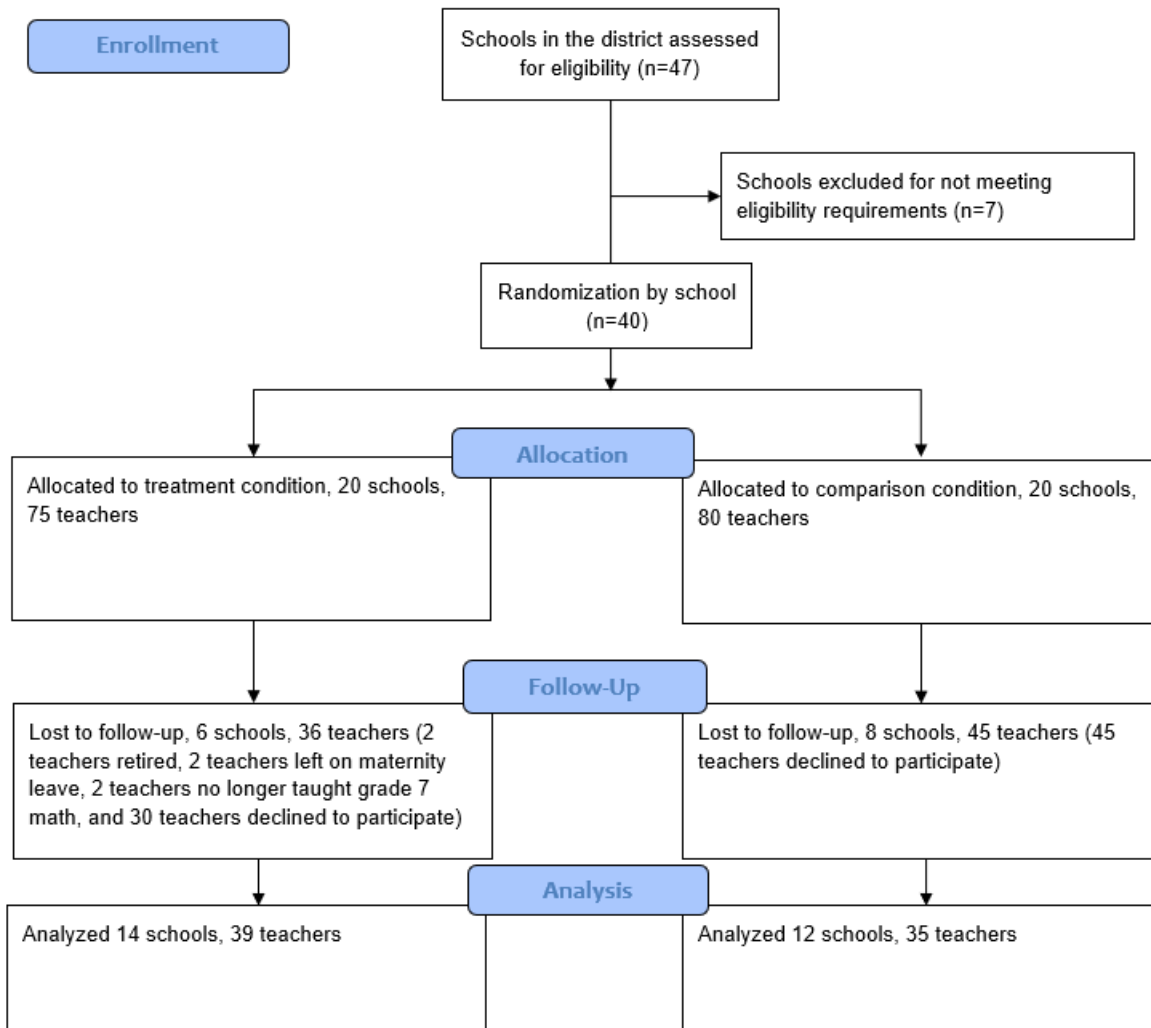 Enrollment
Schools in the district assessed
for eligibility (n=47)
Schools excluded for not meeting
eligibility requirements (n=7)
Randomization by school
(n=40)
Allocation
Allocated to treatment condition, 20 schools,
75 teachers
Allocated to comparison condition, 20 schools,
80 teachers
Follow-Up
Lost to follow-up, 6 schools, 36 teachers (2
teachers retired, 2 teachers left on maternity
leave, 2 teachers no longer taught grade 7
math, and 30 teachers declined to participate)
Lost to follow-up, 8 schools, 45 teachers (45
teachers declined to participate)
Analysis
Analyzed 14 schools, 39 teachers
Analyzed 12 schools, 35 teachers